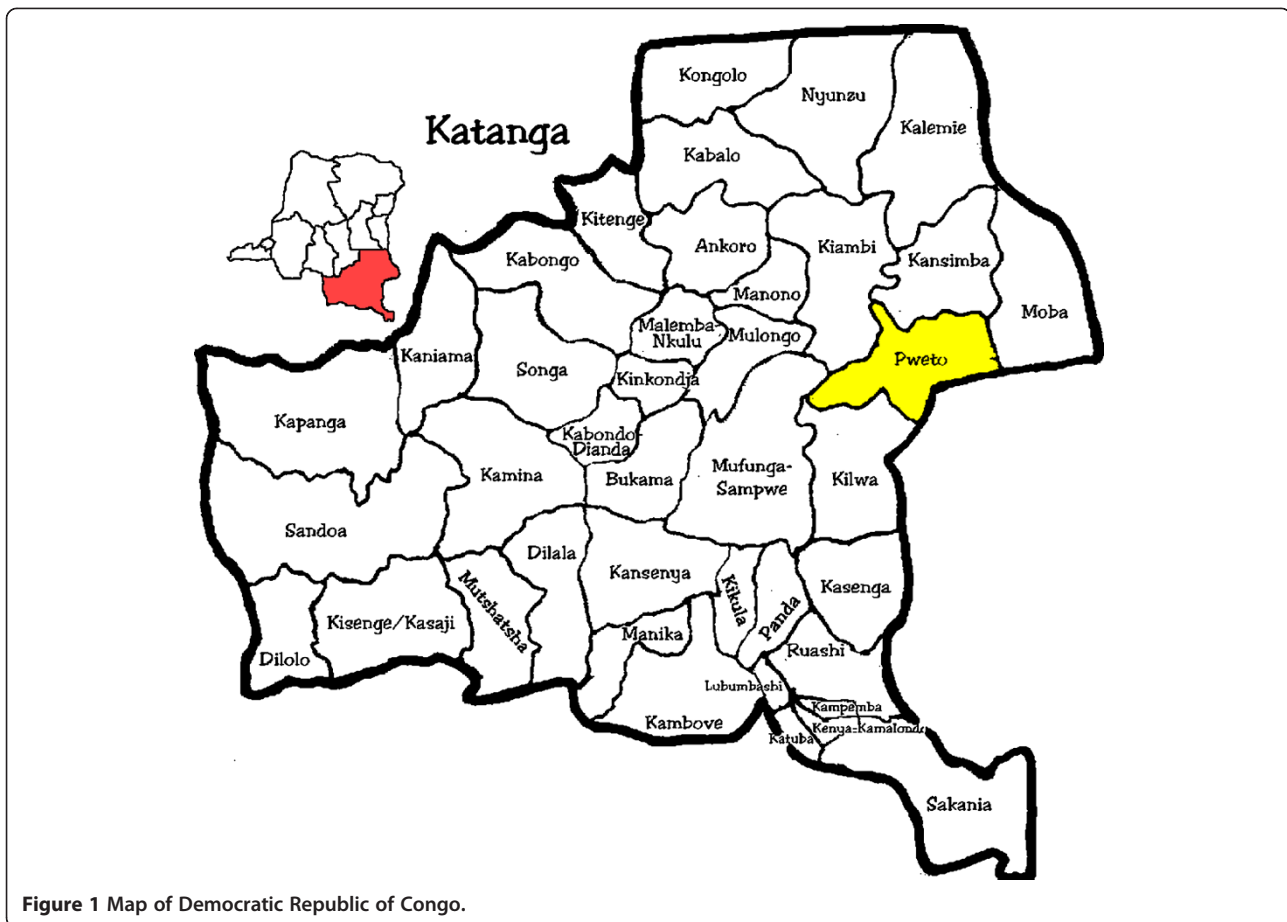 Katanga
Kongolo
Nyunzu
Kalemie
Kabalo
Kitenge
Ankoro
Kiambi
Kansimba
Kabongo
Manono
Moba
Malemba-
Nkulu
Mulongo
Kaniama
Songa
Kinkondja
Pweto
Kapanga
Kabondo-
Dianda
Kamina
Bukama
Mufunga-
Sampwe
Kilwa
Sandoa
Dilala
Kansenya
Kikula
Panda
Kasenga
Mutshatsha
Kisenge/Kasaji
Manika
Dilolo
Ruashi
Lubumbashi
Kampemba
Kambove
Kenya-Kamalonde
Katuba
Sakania
Figure 1 Map of Democratic Republic of Congo.